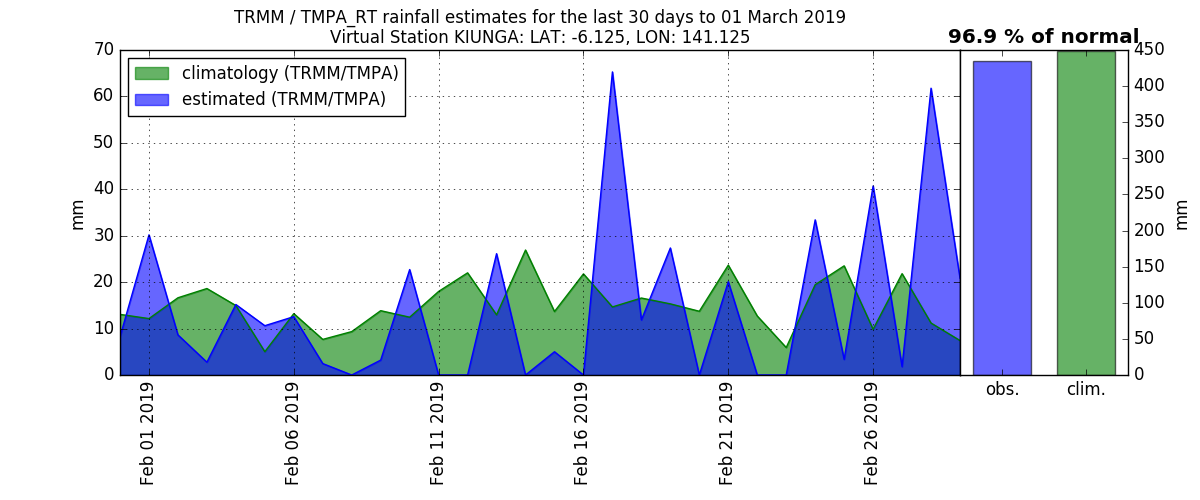 TRMM / TMPA_RT rainfall estimates for the last 30 days to 01 March 2019
Virtual Station KIUNGA: LAT: -6.125, LON: 141.125
96.9 % of normal
climatology (TRMM/TMPA)
estimated (TRMM/TMPA)
70
60
50
40
30
20
10
0
mm
Feb 01 2019
Feb 06 2019
Feb 11 2019
Feb 16 2019
Feb 21 2019
Feb 26 2019
obs.
clim.
450
400
350
300
250
200
150
100
50
0
mm